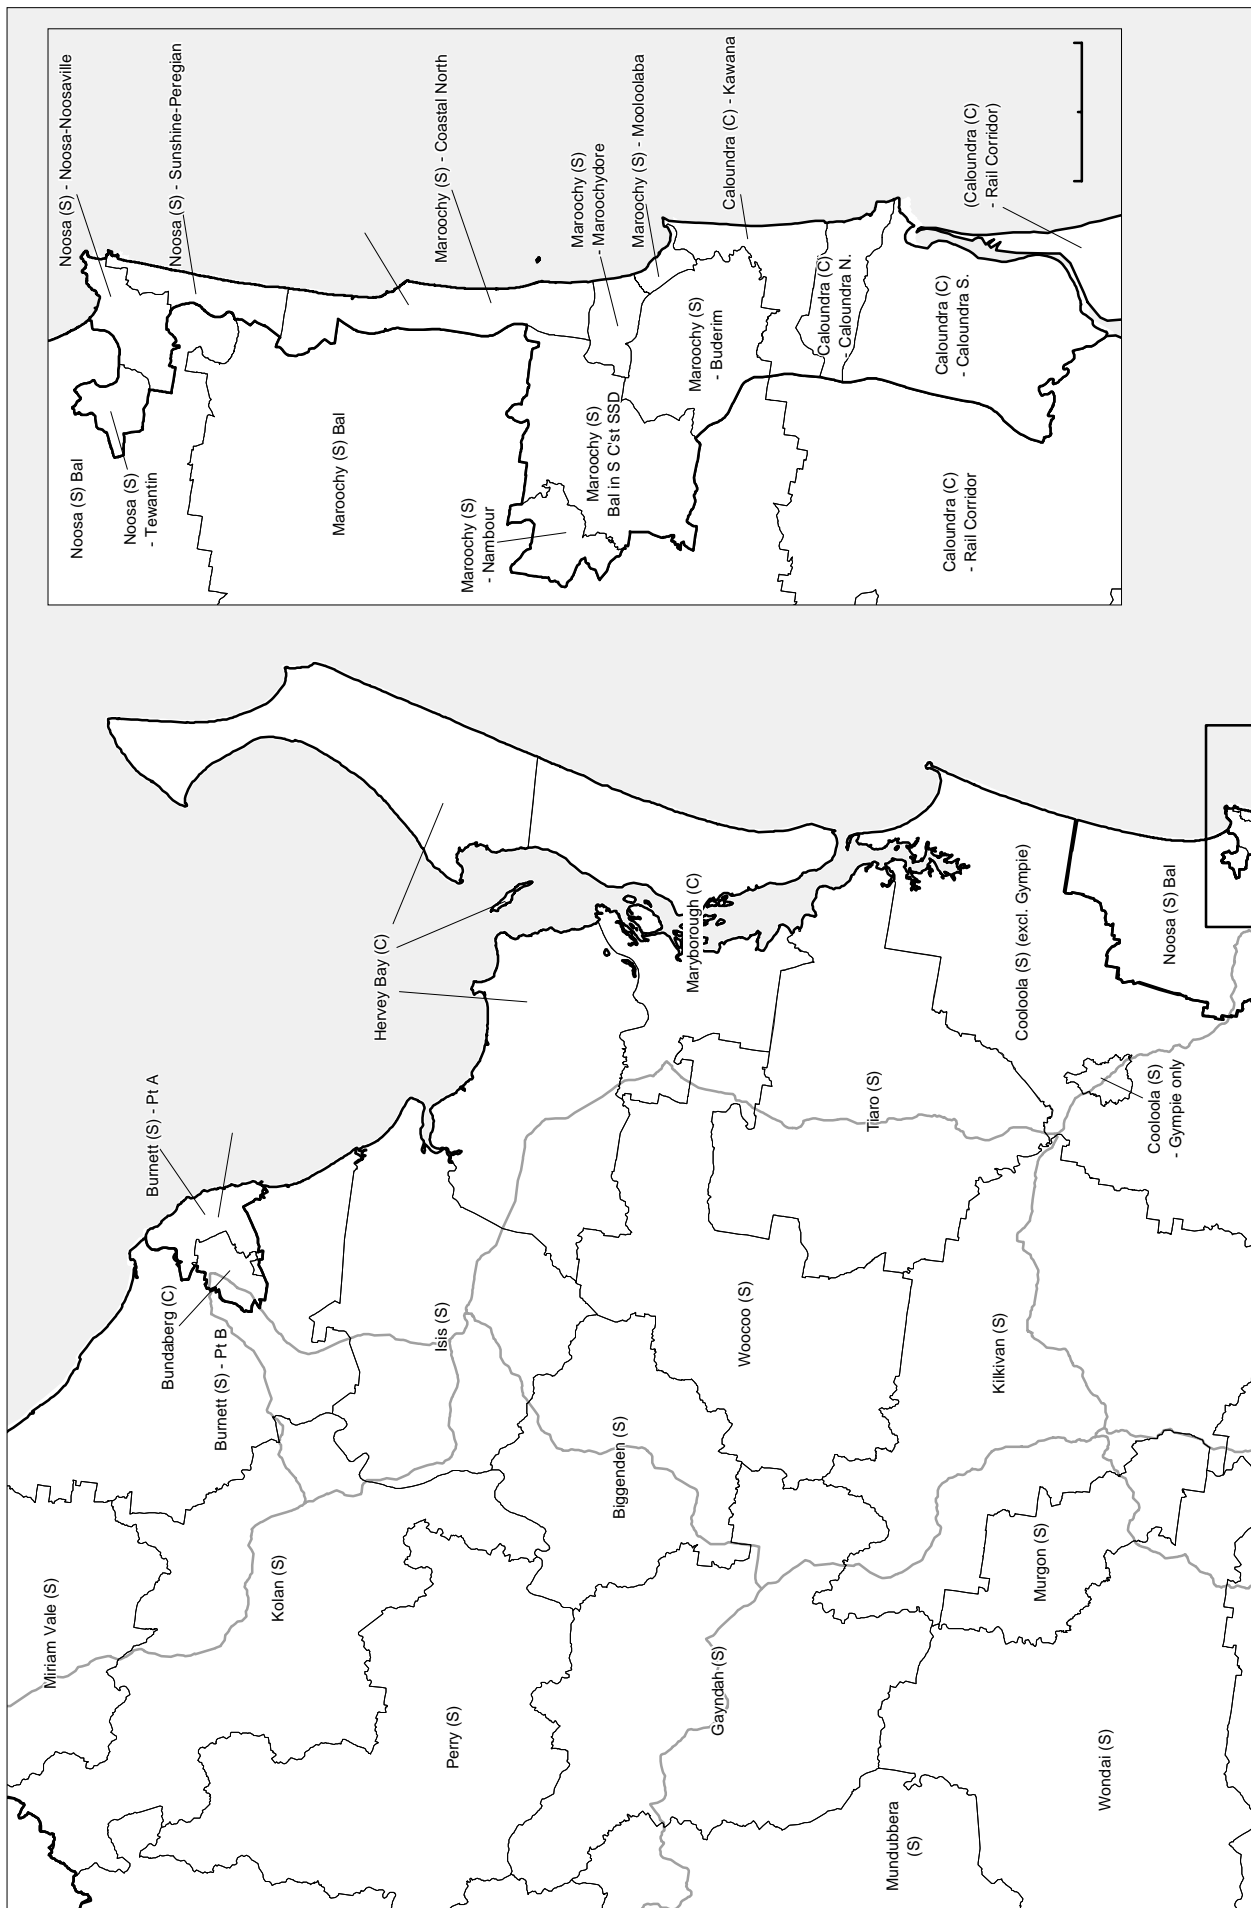 Noosa (S) - Noosa-Noosaville
Noosa (S) - Sunshine-Peregian
Maroochy (S) - Coastal North
Maroochy (S)
- Maroochydore
Maroochy (S) - Mooloolaba
Caloundra (C) - Kawana
(Caloundra (C)
- Rail Corridor)
Noosa (S) Bal
Noosa (S)
- Tewantin
Maroochy (S) Bal
Maroochy (S)
- Nambour
Maroochy (S)
Bal in S C'st SSD
Maroochy (S)
- Buderim
Caloundra (C)
- Caloundra N.
Caloundra (C)
- Caloundra S.
Caloundra (C)
- Rail Corridor
Hervey Bay (C)
Maryborough (C)
Cooloola (S) (excl. Gympie)
Noosa (S) Bal
Burnett (S) - Pt A
Tiaro (S)
Cooloola (S)
- Gympie only
Bundaberg (C)
Burnett (S) - Pt B
Isis (S)
Woocoo (S)
Kilkivan (S)
Biggenden (S)
Miriam Vale (S)
Kolan (S)
Murgon (S)
Perry (S)
Gayndah (S)
Mundubbera
(S)
Wondai (S)